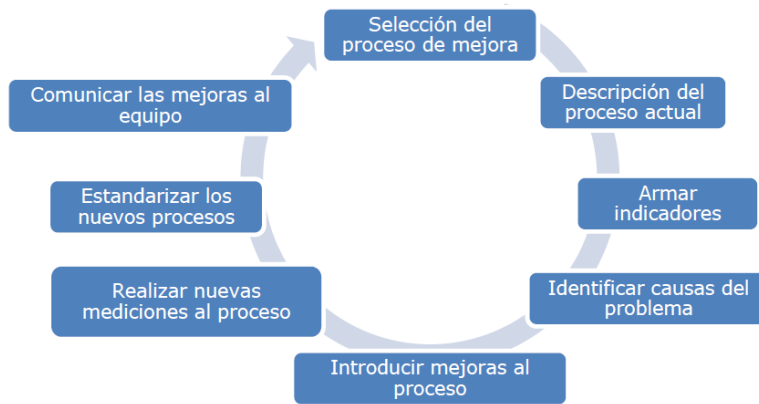 Selección del
proceso de mejora
Descripción del
proceso actual
Armar
indicadores
Identificar causas del
problema
Introducir mejoras al
proceso
Realizar nuevas
mediciones al proceso
Estandarizar los
nuevos procesos
Comunicar las mejoras al
equipo